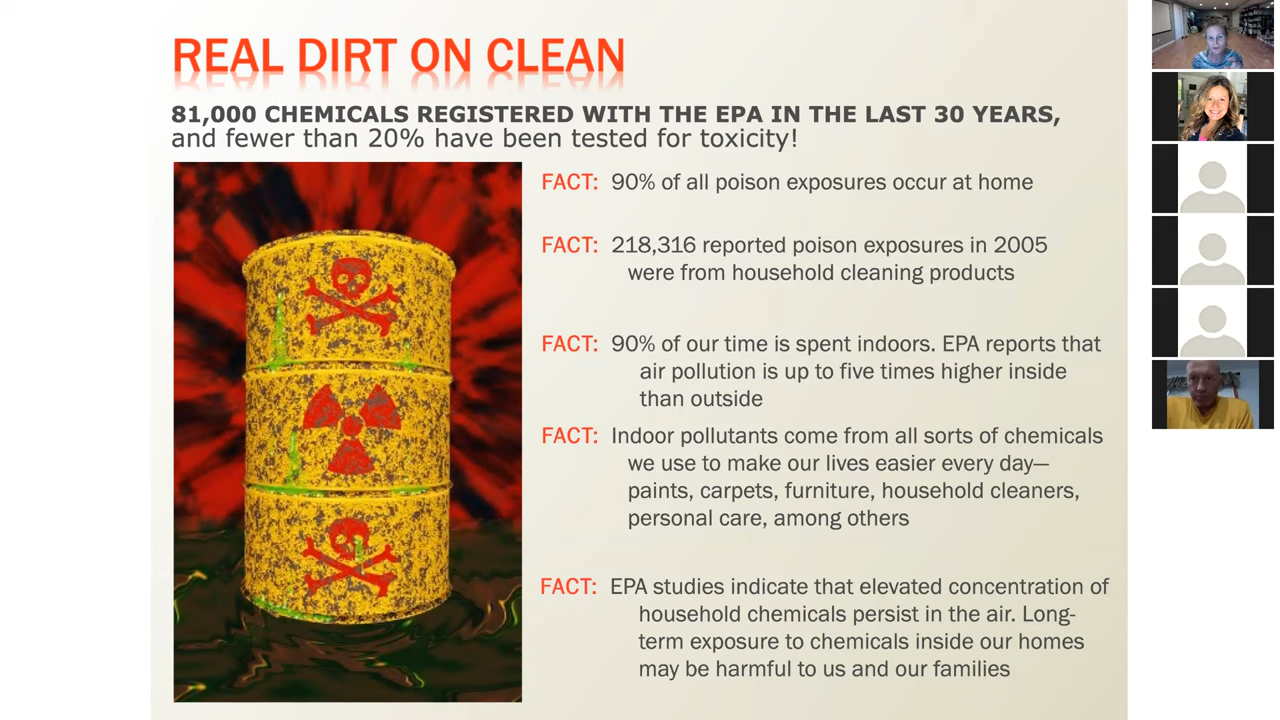 REAL DIRT ON CLEAN
81,000 CHEMICALS REGISTERED WITH THE EPA IN THE LAST 30 YEARS,
and fewer than 20% have been tested for toxicity!
FACT: 90% of all poison exposures occur at home
FACT: 218,316 reported poison exposures in 2005
were from household cleaning products
FACT: 90% of our time is spent indoors. EPA reports that
air pollution is up to five times higher inside
than outside
FACT: Indoor pollutants come from all sorts of chemicals
we use to make our lives easier every day—
paints, carpets, furniture, household cleaners,
personal care, among others
FACT: EPA studies indicate that elevated concentration of
household chemicals persist in the air. Long-
term exposure to chemicals inside our homes
may be harmful to us and our families